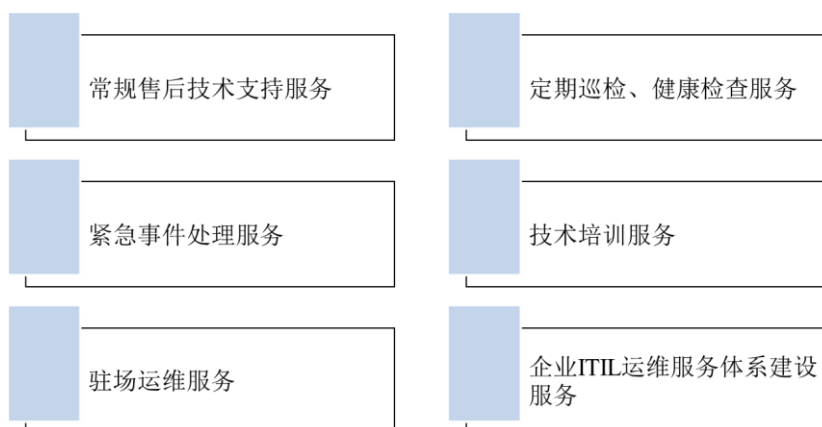 常规售后技术支持服务
定期巡检、健康检查服务
紧急事件处理服务
技术培训服务
驻场运维服务
企业ITIL运维服务体系建设
服务